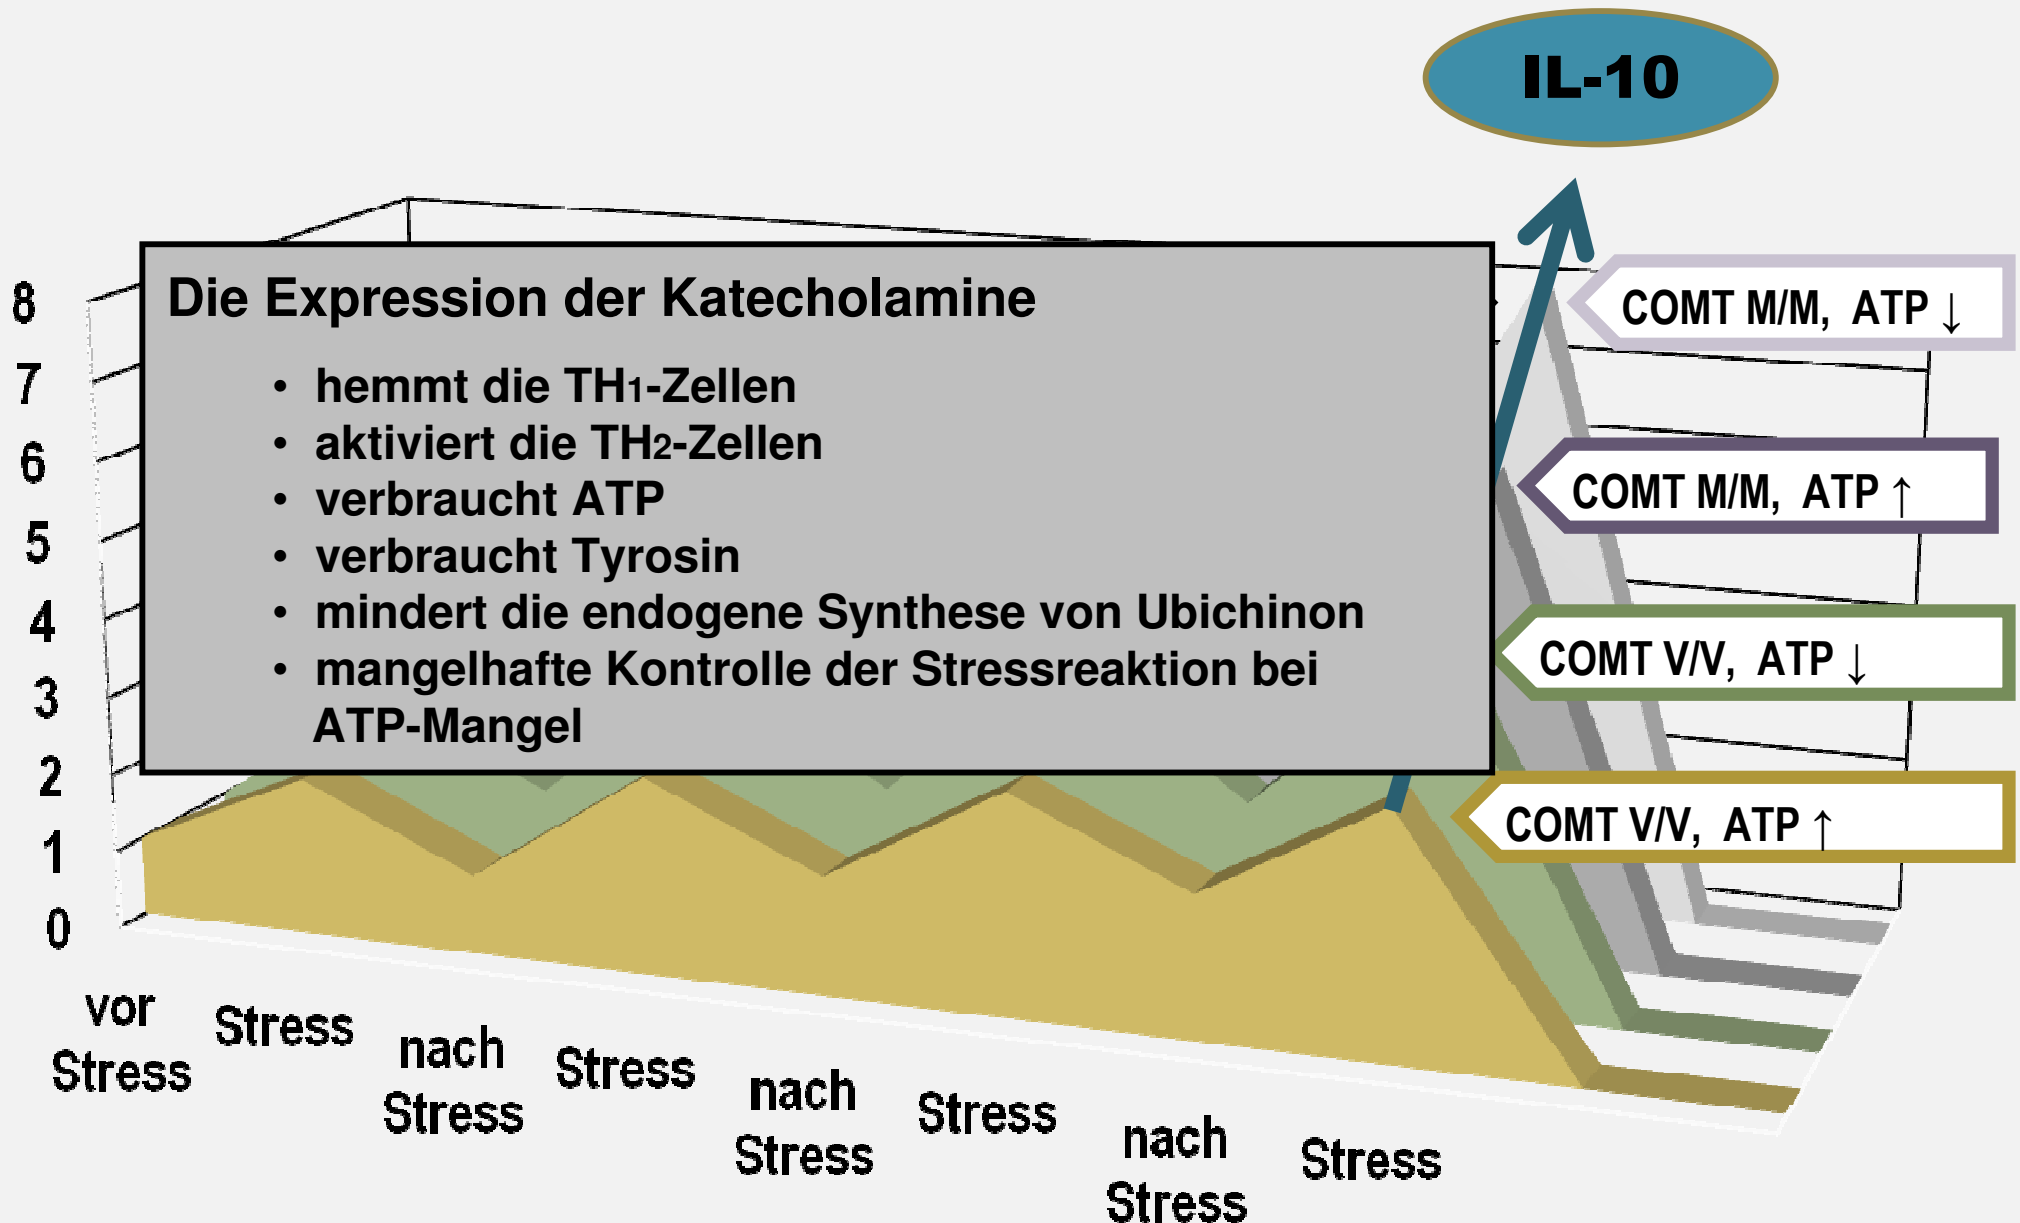 IL-10
Die Expression der Katecholamine
• hemmt die TH1-Zellen
• aktiviert die TH2-Zellen
• verbraucht ATP
• verbraucht Tyrosin
• mindert die endogene Synthese von Ubichinon
• mangelhafte Kontrolle der Stressreaktion bei
ATP-Mangel
COMT M/M, ATP ↓
COMT M/M, ATP ↑
COMT V/V, ATP ↓
COMT V/V, ATP ↑
8
7
6
5
4
3
2
1
0
vor
Stress
Stress
nach
Stress
Stress
nach
Stress
Stress
nach
Stress
Stress